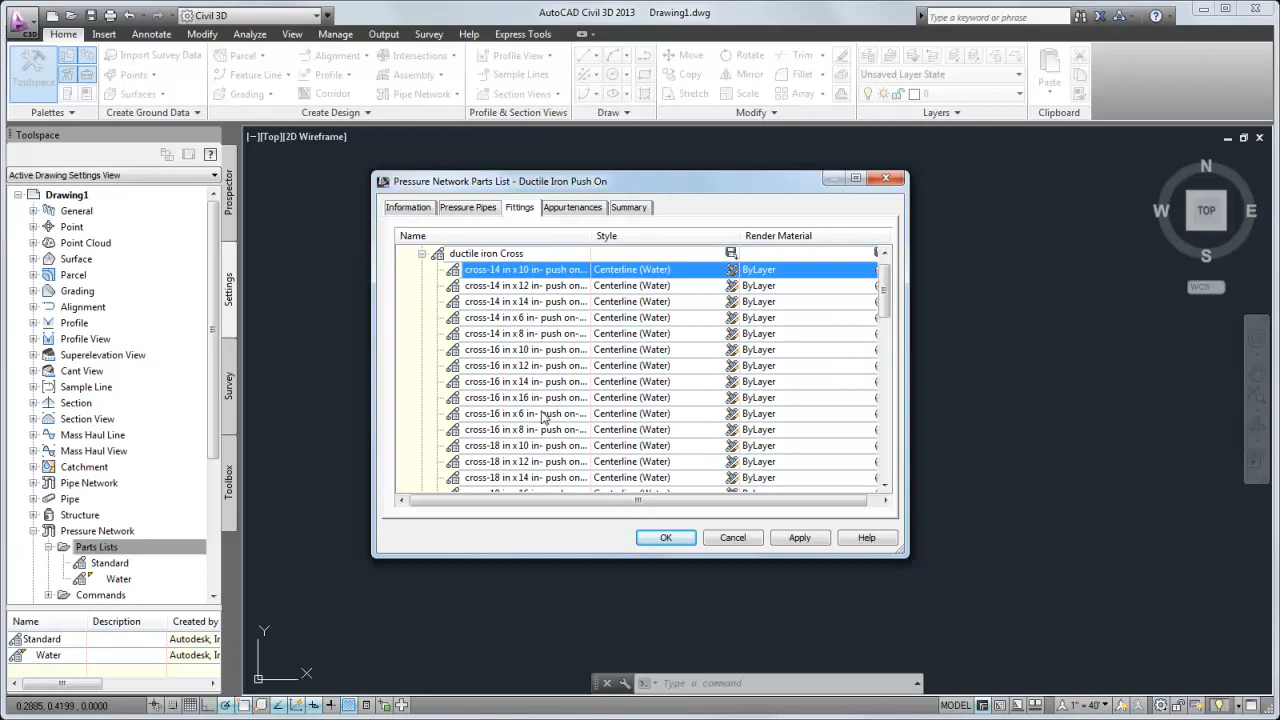 Civil 3D
AutoCAD Civil 3D 2013 Drawing1.dwg
Type a keyword or phrase
C3D
Home Insert Annotate Modify Analyze View Manage Output Survey Help Express Tools
Toolspace
Import Survey Data
Points
Surfaces
Parcel
Feature Line
Grading
Alignment
Profile
Corridor
Intersections
Assembly
Pipe Network
Profile View
Sample Lines
Section Views
Move Rotate Trim
Copy Mirror Fillet
Stretch Scale Array
Unsaved Layer State
0
Paste
Palettes Create Ground Data Create Design Profile & Section Views Draw Modify Layers Clipboard
Toolspace
Active Drawing Settings View
Drawing1
General
Point
Point Cloud
Surface
Parcel
Grading
Alignment
Profile
Profile View
Superelevation View
Cant View
Sample Line
Section
Section View
Mass Haul Line
Mass Haul View
Catchment
Pipe Network
Pipe
Structure
Pressure Network
Parts Lists
Standard
Water
Commands
Prospector
Settings
Survey
Toolbox
Name Description Created by
Standard Autodesk, In
Water Autodesk, In
[−][Top][2D Wireframe]
N
W TOP E
S
WCS
Pressure Network Parts List - Ductile Iron Push On
Information Pressure Pipes Fittings Appurtenances Summary
Name Style Render Material
ductile iron Cross
cross-14 in x 10 in- push on... Centerline (Water) ByLayer
cross-14 in x 12 in- push on... Centerline (Water) ByLayer
cross-14 in x 14 in- push on... Centerline (Water) ByLayer
cross-14 in x 6 in- push on-... Centerline (Water) ByLayer
cross-14 in x 8 in- push on-... Centerline (Water) ByLayer
cross-16 in x 10 in- push on... Centerline (Water) ByLayer
cross-16 in x 12 in- push on... Centerline (Water) ByLayer
cross-16 in x 14 in- push on... Centerline (Water) ByLayer
cross-16 in x 16 in- push on... Centerline (Water) ByLayer
cross-16 in x 6 in- push on-... Centerline (Water) ByLayer
cross-16 in x 8 in- push on-... Centerline (Water) ByLayer
cross-18 in x 10 in- push on... Centerline (Water) ByLayer
cross-18 in x 12 in- push on... Centerline (Water) ByLayer
cross-18 in x 14 in- push on... Centerline (Water) ByLayer
OK Cancel Apply Help
Y
X
Type a command
0.2885, 0.4199, 0.0000
MODEL
1" = 40'